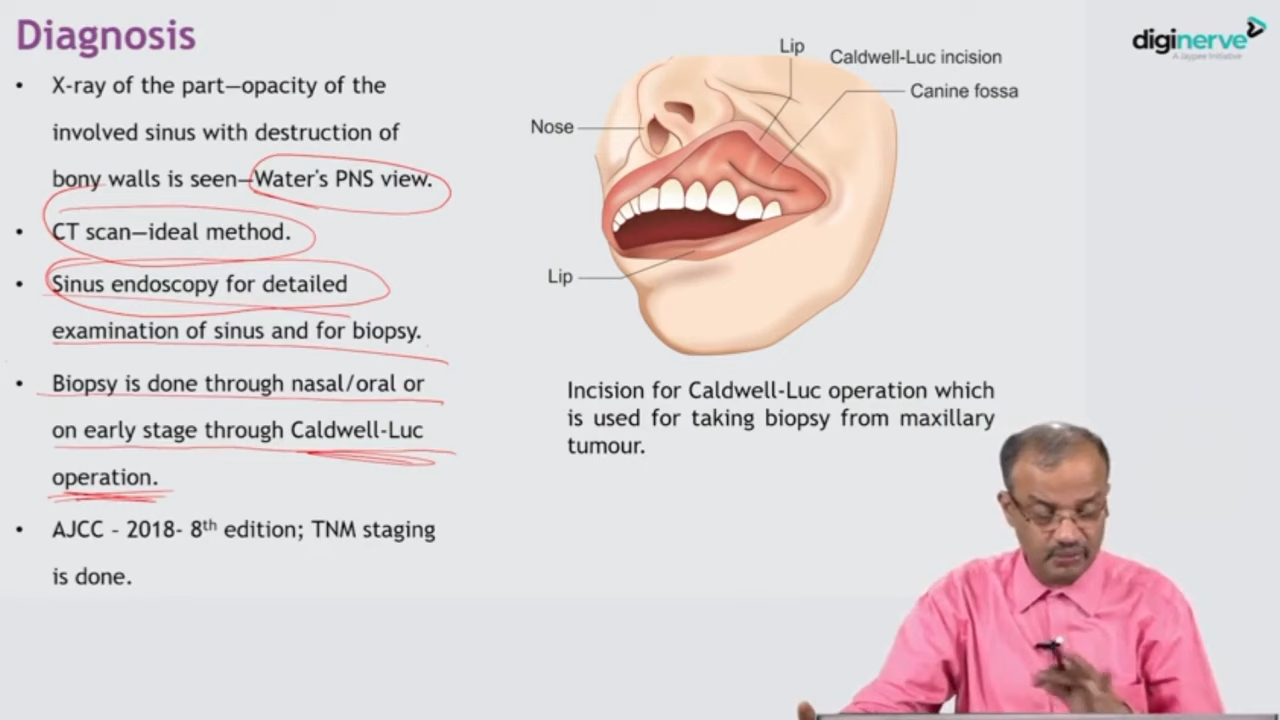 Diagnosis
• X-ray of the part—opacity of the
involved sinus with destruction of
bony walls is seen—Water's PNS view.
• CT scan—ideal method.
• Sinus endoscopy for detailed
examination of sinus and for biopsy.
• Biopsy is done through nasal/oral or
on early stage through Caldwell-Luc
operation.
• AJCC - 2018- 8th edition; TNM staging
is done.
Lip
Caldwell-Luc incision
Canine fossa
Nose
Lip
Incision for Caldwell-Luc operation which
is used for taking biopsy from maxillary
tumour.
diginerve
A Jaypee Initiative